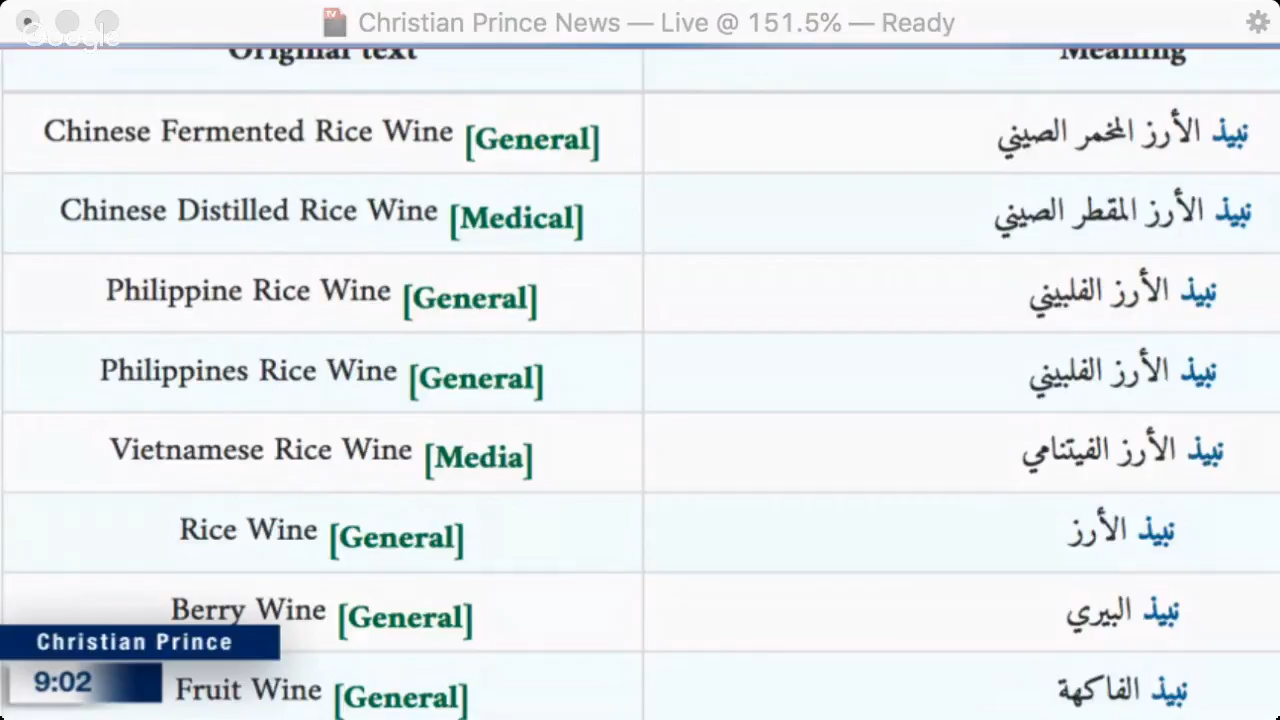 Christian Prince News — Live @ 151.5% — Ready
Google
Original text Meaning
Chinese Fermented Rice Wine [General] نبيذ الأرز المخمر الصيني
Chinese Distilled Rice Wine [Medical] نبيذ الأرز المقطر الصيني
Philippine Rice Wine [General] نبيذ الأرز الفلبيني
Philippines Rice Wine [General] نبيذ الأرز الفلبيني
Vietnamese Rice Wine [Media] نبيذ الأرز الفيتنامي
Rice Wine [General] نبيذ الأرز
Berry Wine [General] نبيذ البيري
Christian Prince
9:02
Fruit Wine [General] نبيذ الفاكهة